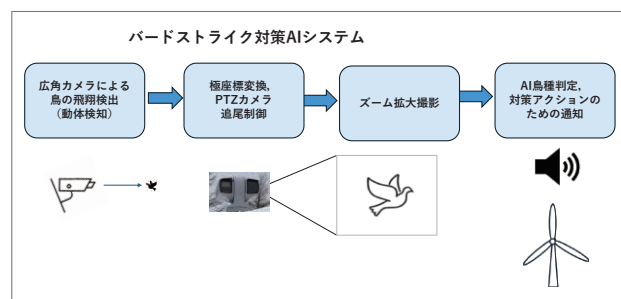 バードストライク対策AIシステム
広角カメラによる
鳥の飛翔検出
(動体検知)
極座標変換,
PTZカメラ
追尾制御
ズーム拡大撮影
AI鳥種判定,
対策アクションの
ための通知